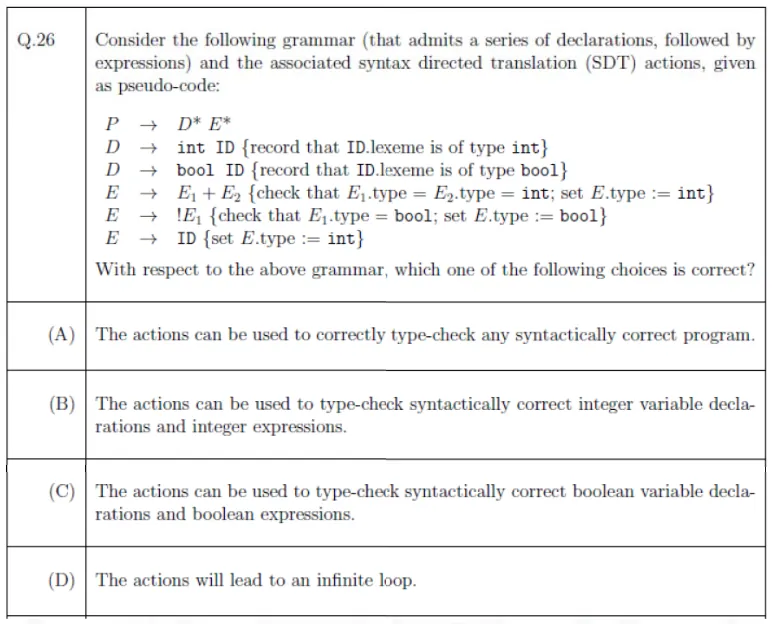 Q.26 Consider the following grammar (that admits a series of declarations, followed by
expressions) and the associated syntax directed translation (SDT) actions, given
as pseudo-code:
P → D* E*
D → int ID {record that ID.lexeme is of type int}
D → bool ID {record that ID.lexeme is of type bool}
E → E₁ + E₂ {check that E₁.type = E₂.type = int; set E.type := int}
E → !E₁ {check that E₁.type = bool; set E.type := bool}
E → ID {set E.type := int}
With respect to the above grammar, which one of the following choices is correct?
(A) The actions can be used to correctly type-check any syntactically correct program.
(B) The actions can be used to type-check syntactically correct integer variable decla-
rations and integer expressions.
(C) The actions can be used to type-check syntactically correct boolean variable decla-
rations and boolean expressions.
(D) The actions will lead to an infinite loop.